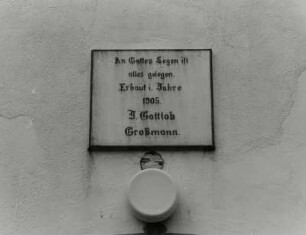 An Gottes Segen ist
alles gelegen.
Erbaut i. Jahre
1905.
J. Gottlob
Großmann.